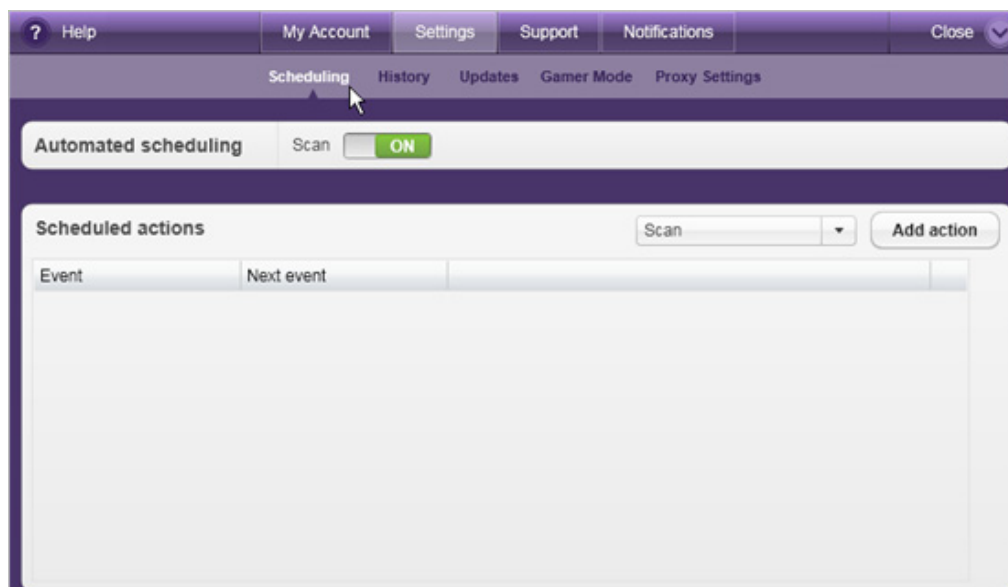 ? Help My Account Settings Support Notifications Close
Scheduling History Updates Gamer Mode Proxy Settings
Automated scheduling Scan ON
Scheduled actions Scan Add action
Event Next event